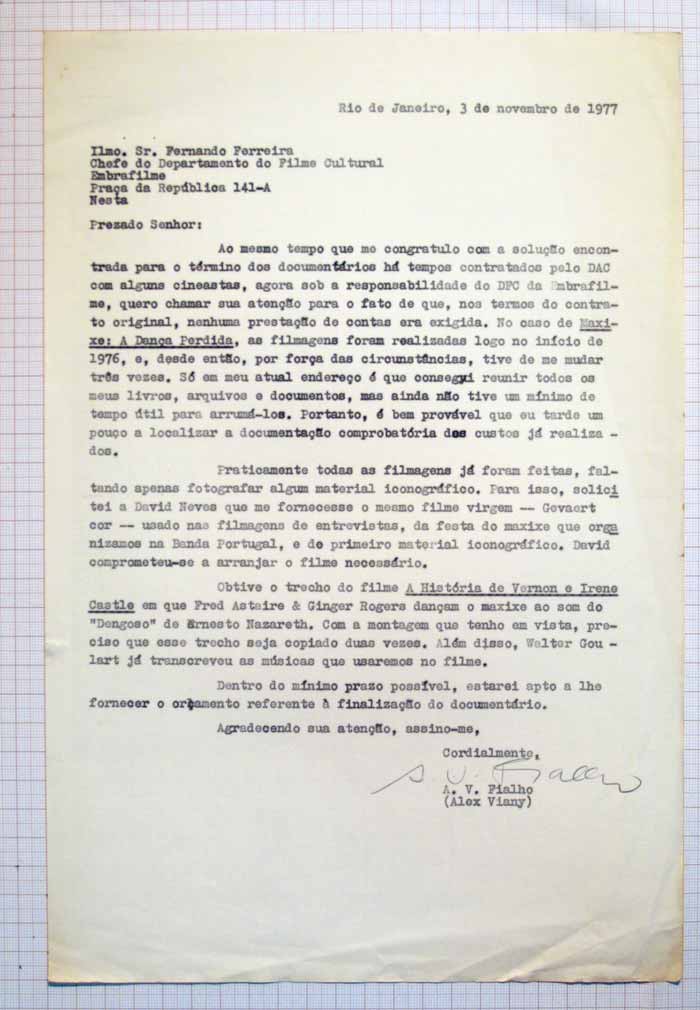 Rio de Janeiro, 3 de novembro de 1977
Ilmo. Sr. Fernando Ferreira
Chefe do Departamento do Filme Cultural
Embrafilme
Praça da República 141-A
Nesta
Prezado Senhor:
Ao mesmo tempo que me congratulo com a solução encon-
trada para o término dos documentários há tempos contratados pelo DAC
com alguns cineastas, agora sob a responsabilidade do DFC da Embrafil-
me, quero chamar sua atenção para o fato de que, nos termos do contra-
to original, nenhuma prestação de contas era exigida. No caso de Maxi-
xe: A Dança Perdida, as filmagens foram realizadas logo no início de
1976, e, desde então, por força das circunstâncias, tive de me mudar
três vezes. Só em meu atual endereço é que consegui reunir todos os
meus livros, arquivos e documentos, mas ainda não tive um mínimo de
tempo útil para arrumá-los. Portanto, é bem provável que eu tarde um
pouço a localizar a documentação comprobatória dos custos já realiza -
dos.
Praticamente todas as filmagens já foram feitas, fal-
tando apenas fotografar algum material iconográfico. Para isso, solici
tei a David Neves que me fornecesse o mesmo filme virgem -- Gevaert
cor -- usado nas filmagens de entrevistas, da festa do maxixe que orga
nizamos na Banda Portugal, e do primeiro material iconográfico. David
comprometeu-se a arranjar o filme necessário.
Obtive o trecho do filme A História de Vernon e Irene
Castle em que Fred Astaire & Ginger Rogers dançam o maxixe ao som do
"Dengoso" de Ernesto Nazareth. Com a montagem que tenho em vista, pre-
ciso que esse trecho seja copiado duas vezes. Além disso, Walter Gou -
lart já transcreveu as músicas que usaremos no filme.
Dentro do mínimo prazo possível, estarei apto a lhe
fornecer o orçamento referente à finalização do documentário.
Agradecendo sua atenção, assino-me,
Cordialmente,
A. V. Fialho
A. V. Fialho
(Alex Viany)